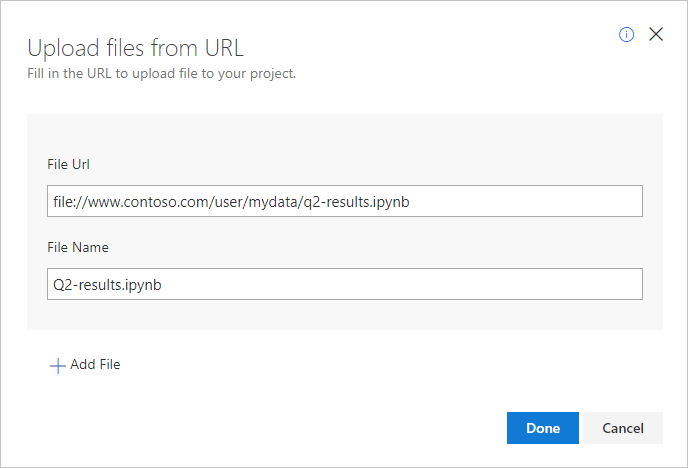 Upload files from URL
Fill in the URL to upload file to your project.
File Url
file://www.contoso.com/user/mydata/q2-results.ipynb
File Name
Q2-results.ipynb
Add File
Done Cancel